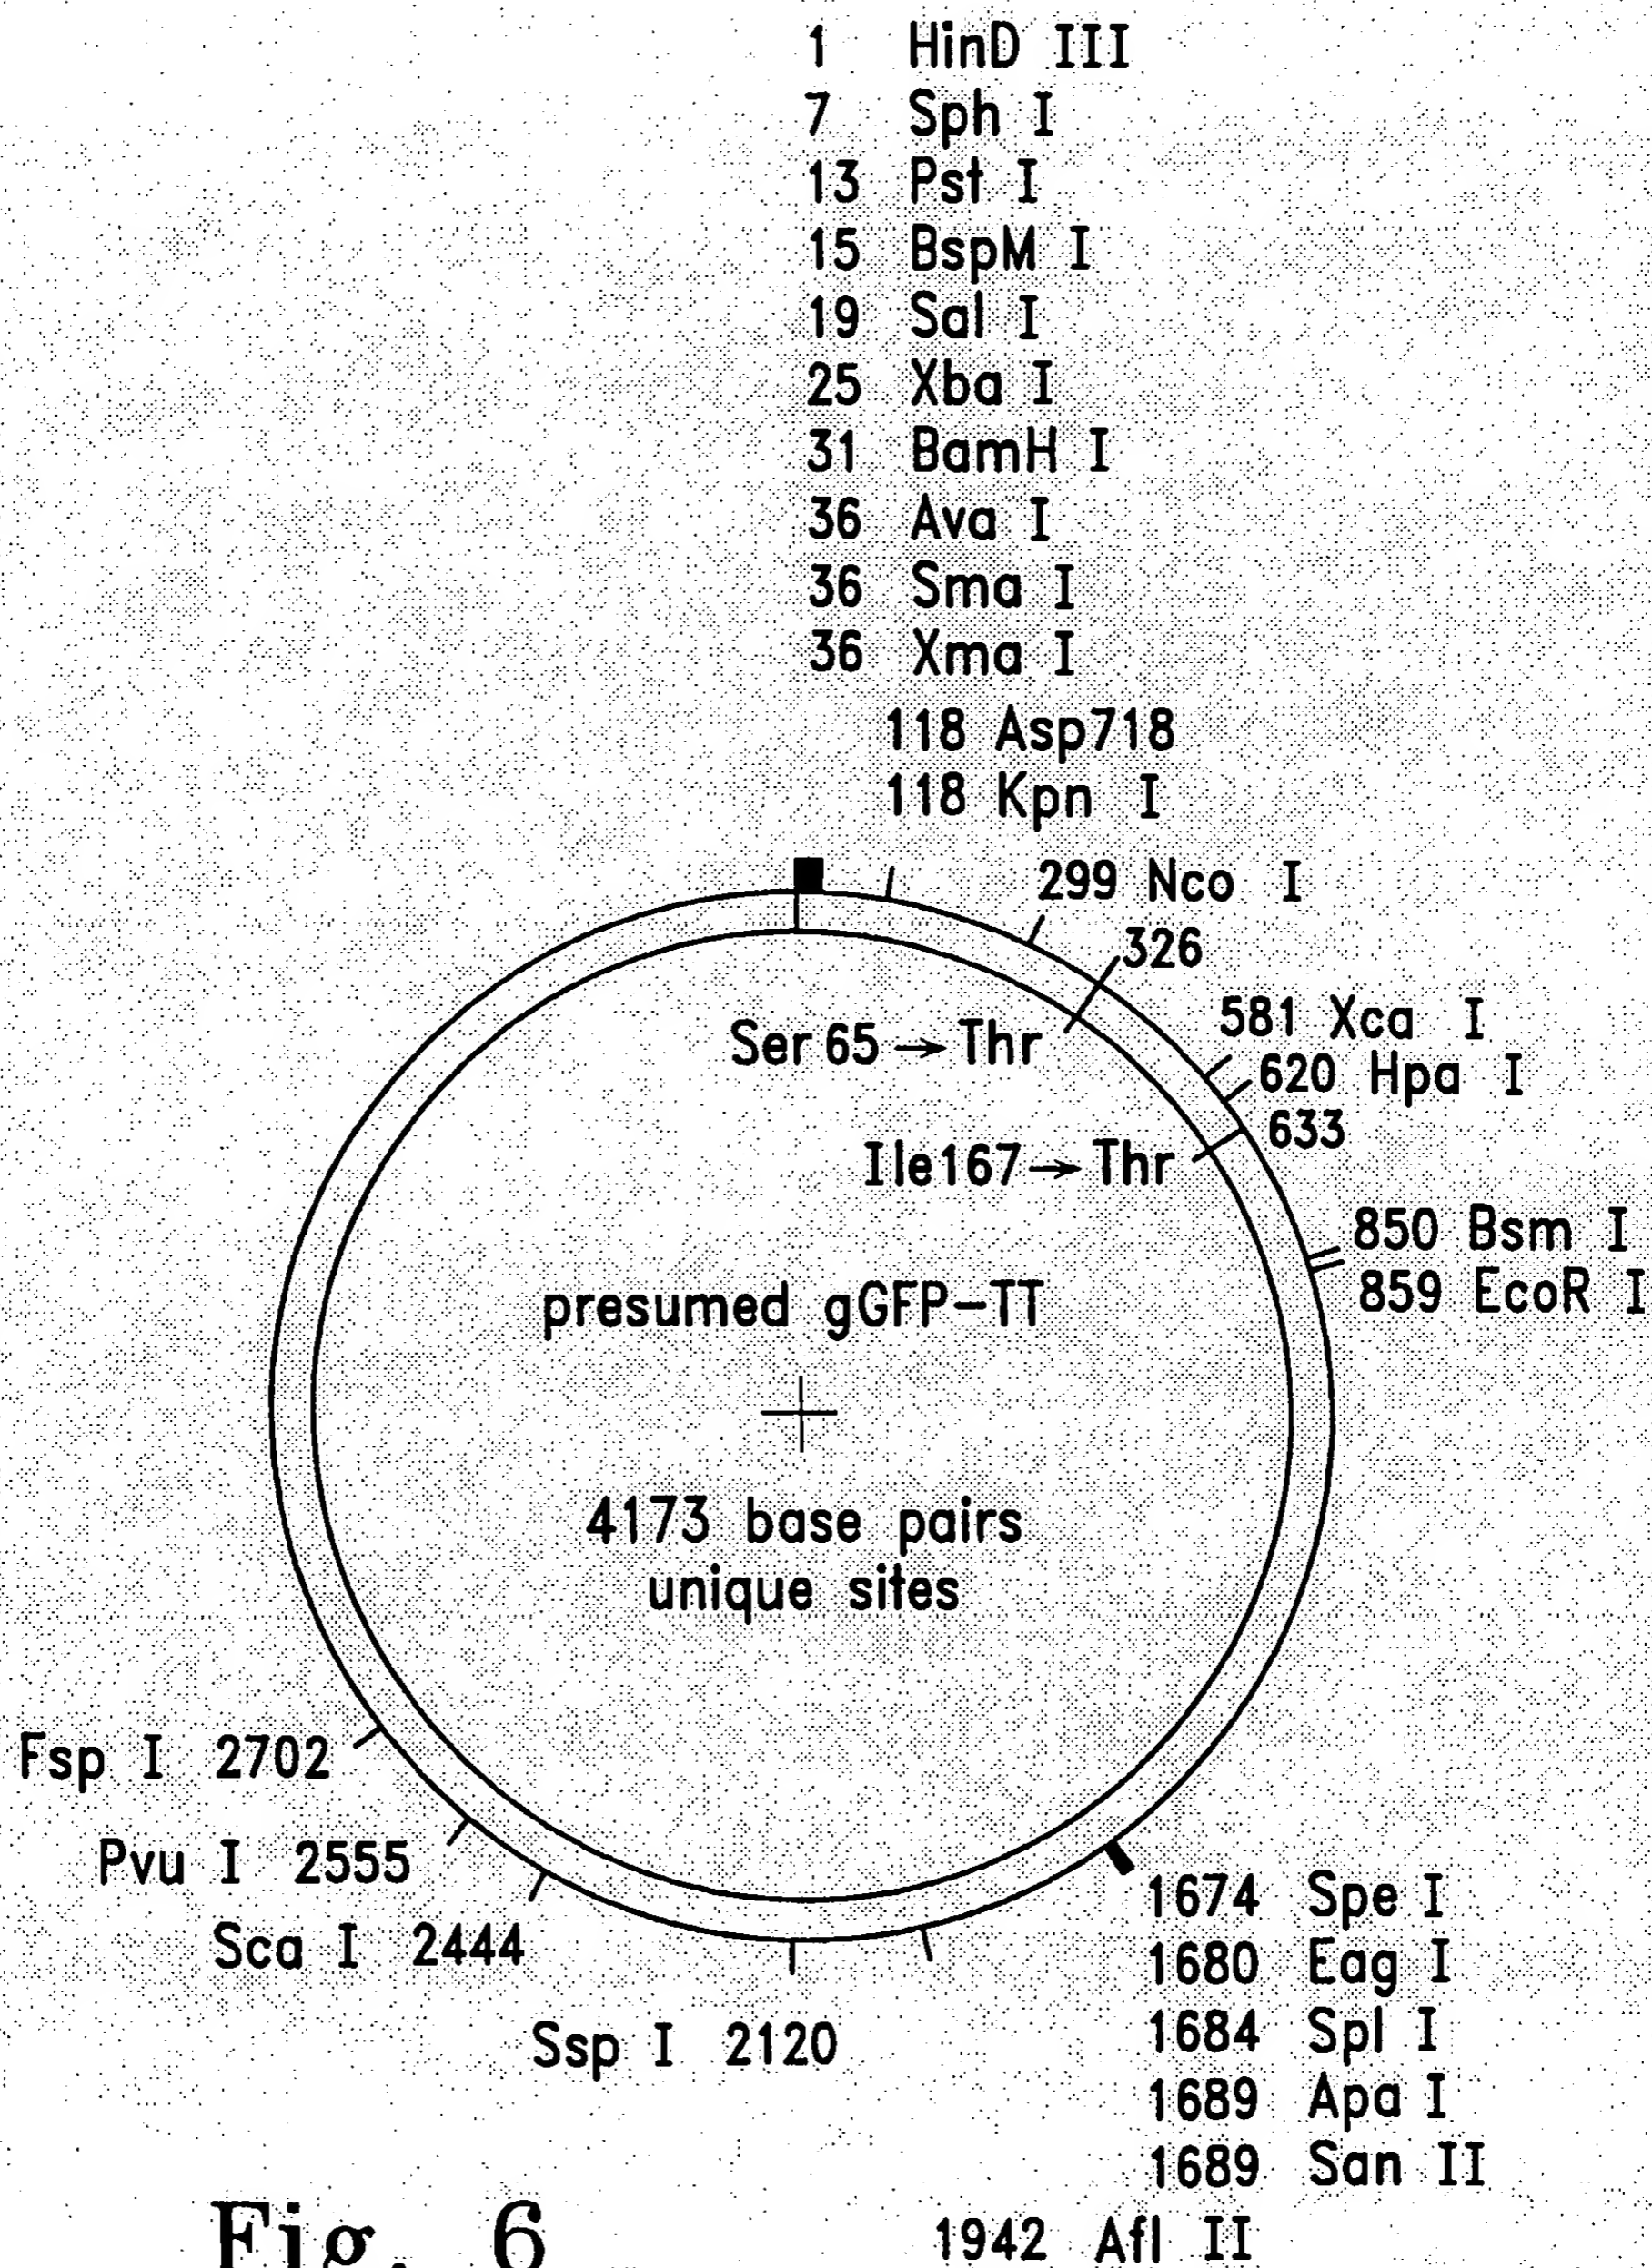 1 HinD III
7 Sph I
13 Pst I
15 BspM I
19 Sal I
25 Xba I
31 BamH I
36 Ava I
36 Sma I
36 Xma I
118 Asp718
118 Kpn I
299 Nco I
326
Ser 65→Thr
581 Xca I
620 Hpa I
633
Ile167→Thr
850 Bsm I
859 EcoR I
presumed gGFP-TT
4173 base pairs
unique sites
Fsp I 2702
Pvu I 2555
Sca I 2444
Ssp I 2120
1674 Spe I
1680 Eag I
1684 Spl I
1689 Apa I
1689 San II
1942 Afl II
Fig. 6